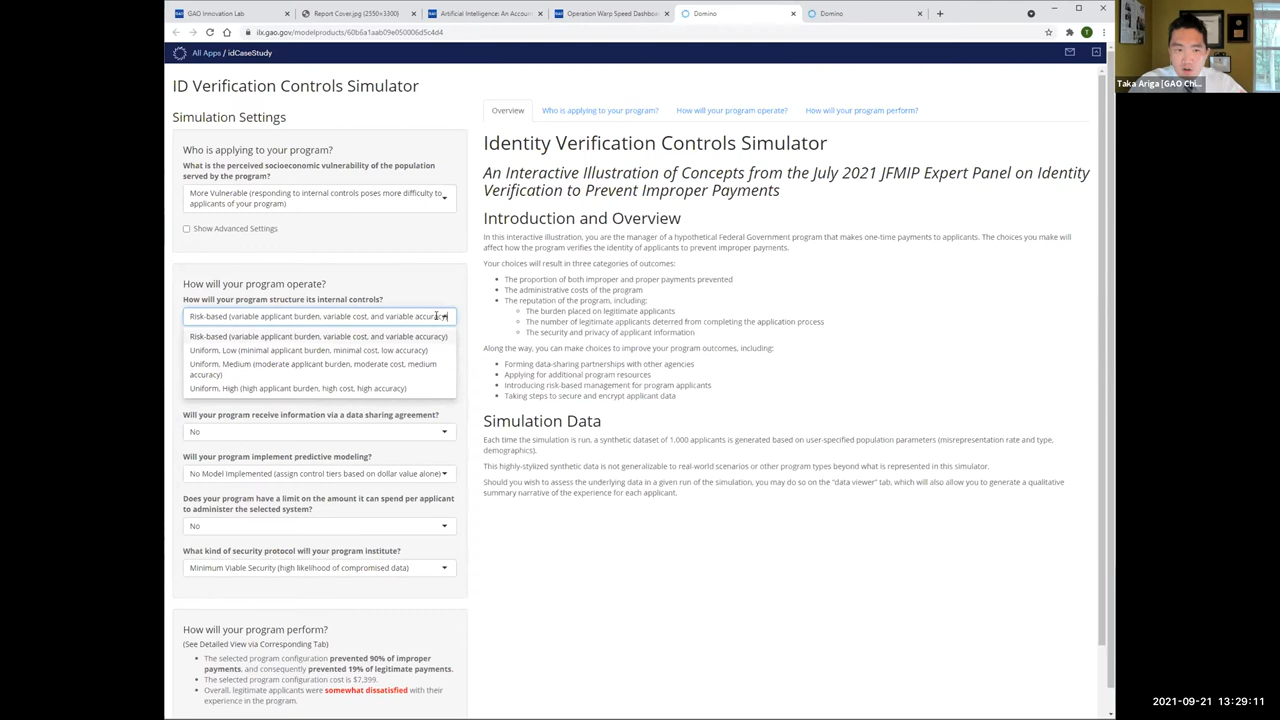 GAO Innovation Lab
Report Cover.jpg (2550×3300)
Artificial Intelligence: An Accoun
Operation Warp Speed Dashboa
Domino
Domino
ilx.gao.gov/modelproducts/60b6a1aab09e050006d5c4d4
T
All Apps / idCaseStudy
Taka Ariga [GAO Chi...
ID Verification Controls Simulator
Simulation Settings
Who is applying to your program?
What is the perceived socioeconomic vulnerability of the population
served by the program?
More Vulnerable (responding to internal controls poses more difficulty to
applicants of your program)
Show Advanced Settings
How will your program operate?
How will your program structure its internal controls?
Risk-based (variable applicant burden, variable cost, and variable accuracy)
Risk-based (variable applicant burden, variable cost, and variable accuracy)
Uniform, Low (minimal applicant burden, minimal cost, low accuracy)
Uniform, Medium (moderate applicant burden, moderate cost, medium
accuracy)
Uniform, High (high applicant burden, high cost, high accuracy)
Will your program receive information via a data sharing agreement?
No
Will your program implement predictive modeling?
No Model Implemented (assign control tiers based on dollar value alone)
Does your program have a limit on the amount it can spend per applicant
to administer the selected system?
No
What kind of security protocol will your program institute?
Minimum Viable Security (high likelihood of compromised data)
How will your program perform?
(See Detailed View via Corresponding Tab)
• The selected program configuration prevented 90% of improper
payments, and consequently prevented 19% of legitimate payments.
• The selected program configuration cost is $7,399.
• Overall, legitimate applicants were somewhat dissatisfied with their
experience in the program.
Overview
Who is applying to your program?
How will your program operate?
How will your program perform?
Identity Verification Controls Simulator
An Interactive Illustration of Concepts from the July 2021 JFMIP Expert Panel on Identity
Verification to Prevent Improper Payments
Introduction and Overview
In this interactive illustration, you are the manager of a hypothetical Federal Government program that makes one-time payments to applicants. The choices you make will
affect how the program verifies the identity of applicants to prevent improper payments.
Your choices will result in three categories of outcomes:
• The proportion of both improper and proper payments prevented
• The administrative costs of the program
• The reputation of the program, including:
The burden placed on legitimate applicants
The number of legitimate applicants deterred from completing the application process
The security and privacy of applicant information
Along the way, you can make choices to improve your program outcomes, including:
• Forming data-sharing partnerships with other agencies
• Applying for additional program resources
• Introducing risk-based management for program applicants
• Taking steps to secure and encrypt applicant data
Simulation Data
Each time the simulation is run, a synthetic dataset of 1,000 applicants is generated based on user-specified population parameters (misrepresentation rate and type,
demographics).
This highly-stylized synthetic data is not generalizable to real-world scenarios or other program types beyond what is represented in this simulator.
Should you wish to assess the underlying data in a given run of the simulation, you may do so on the "data viewer" tab, which will also allow you to generate a qualitative
summary narrative of the experience for each applicant.
2021-09-21 13:29:11